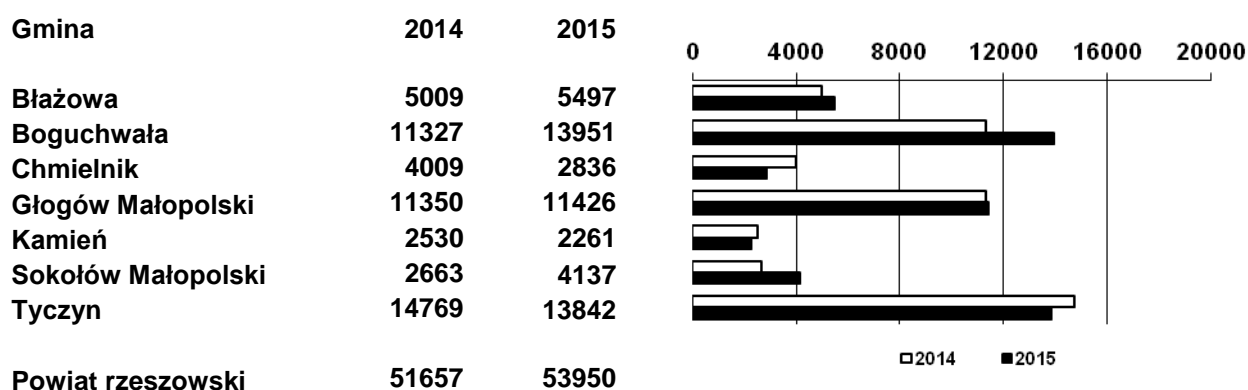 Gmina 2014 2015
0 4000 8000 12000 16000 20000
Błażowa 5009 5497
Boguchwała 11327 13951
Chmielnik 4009 2836
Głogów Małopolski 11350 11426
Kamień 2530 2261
Sokołów Małopolski 2663 4137
Tyczyn 14769 13842
2014 2015
Powiat rzeszowski 51657 53950